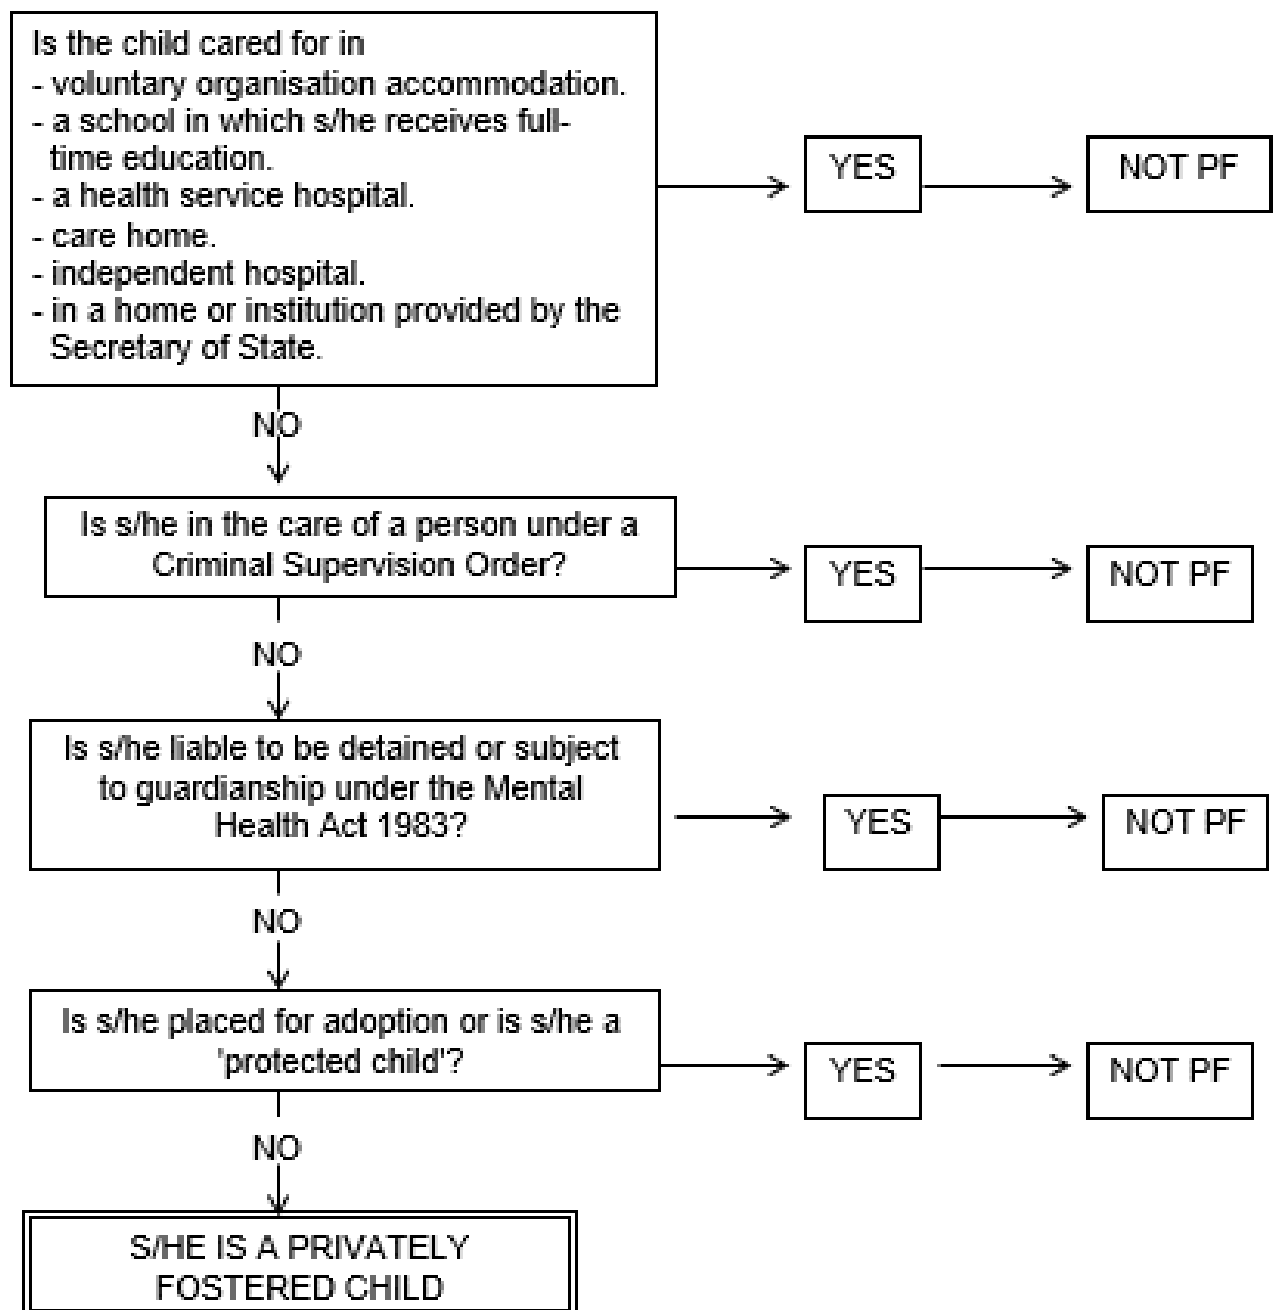 Is the child cared for in
- voluntary organisation accommodation.
- a school in which s/he receives full-
time education.
- a health service hospital.
- care home.
- independent hospital.
- in a home or institution provided by the
Secretary of State.
YES
NOT PF
NO
Is s/he in the care of a person under a
Criminal Supervision Order?
YES
NOT PF
NO
Is s/he liable to be detained or subject
to guardianship under the Mental
Health Act 1983?
YES
NOT PF
NO
Is s/he placed for adoption or is s/he a
'protected child'?
YES
NOT PF
NO
S/HE IS A PRIVATELY
FOSTERED CHILD